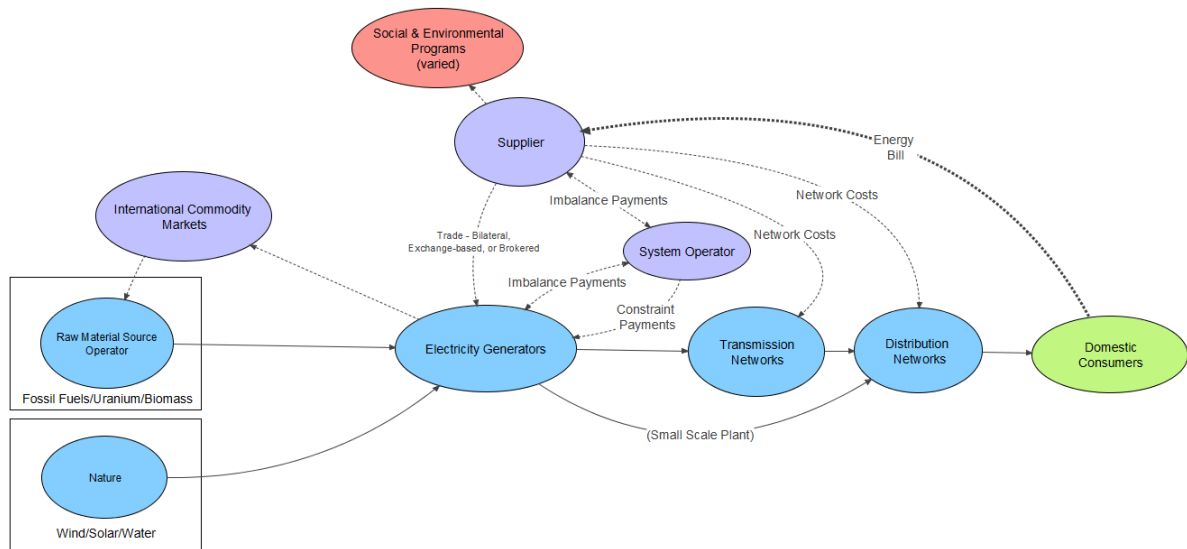 Social & Environmental
Programs
(varied)
Supplier
Energy
Bill
International Commodity
Markets
Imbalance Payments
Network Costs
Trade - Bilateral,
Exchange-based, or Brokered
Network Costs
System Operator
Imbalance Payments
Constraint
Payments
Raw Material Source
Operator
Electricity Generators
Transmission
Networks
Distribution
Networks
Domestic
Consumers
Fossil Fuels/Uranium/Biomass
(Small Scale Plant)
Nature
Wind/Solar/Water